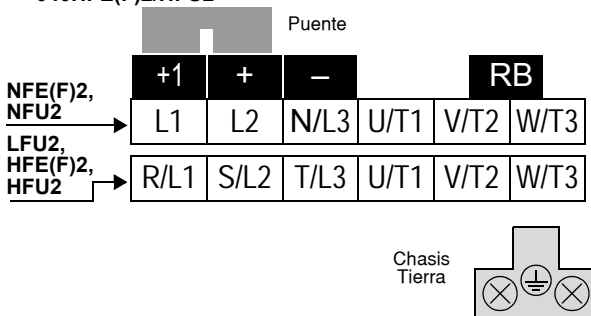 Puente
+1 + – RB
NFE(F)2,
NFU2
L1 L2 N/L3 U/T1 V/T2 W/T3
LFU2,
HFE(F)2,
HFU2
R/L1 S/L2 T/L3 U/T1 V/T2 W/T3
Chasis
Tierra